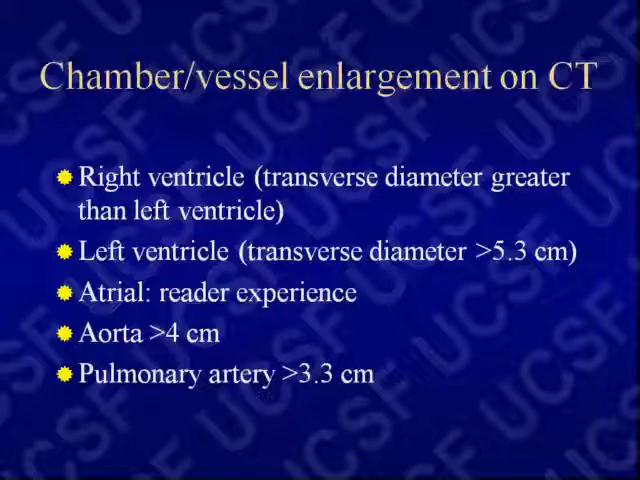 Chamber/vessel enlargement on CT
Right ventricle (transverse diameter greater
than left ventricle)
Left ventricle (transverse diameter >5.3 cm)
Atrial: reader experience
Aorta >4 cm
Pulmonary artery >3.3 cm
UCSF